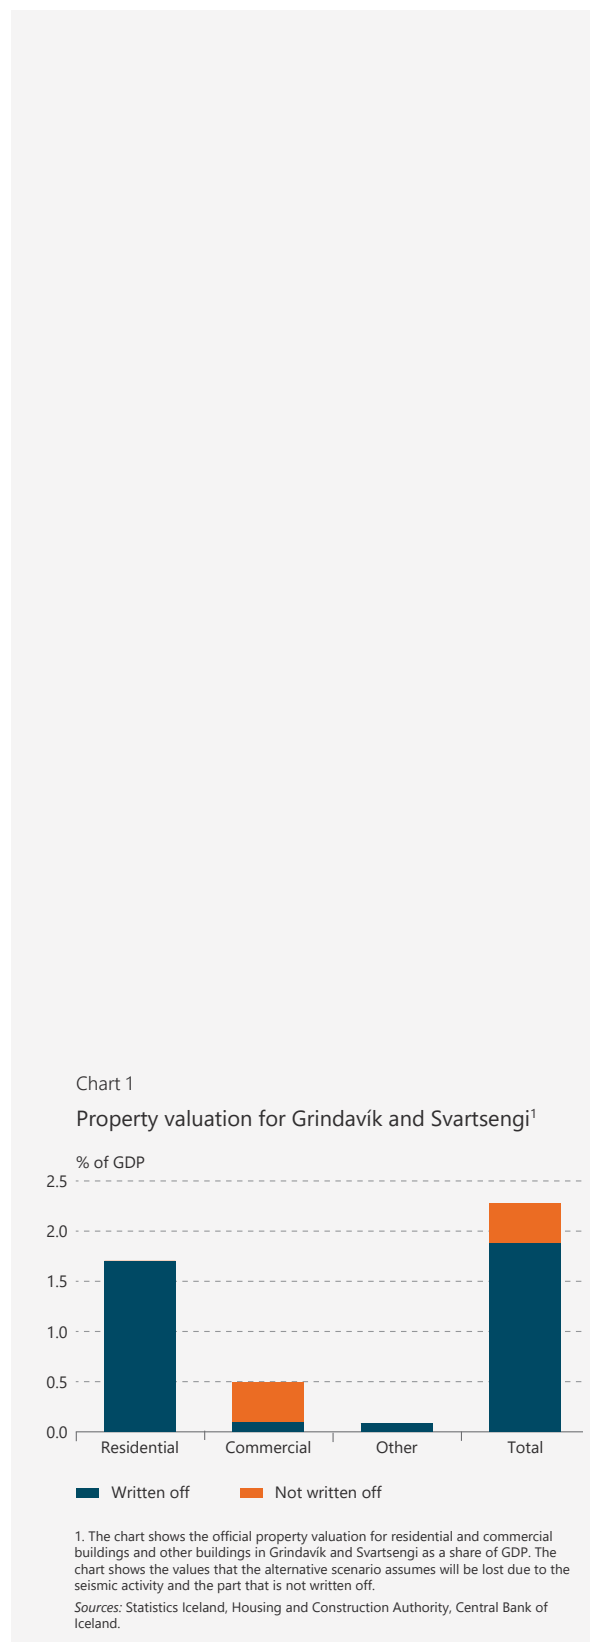 Chart 1
Property valuation for Grindavík and Svartsengi1
% of GDP
2.5
2.0
1.5
1.0
0.5
0.0
Residential Commercial Other Total
Written off Not written off
1. The chart shows the official property valuation for residential and commercial
buildings and other buildings in Grindavík and Svartsengi as a share of GDP. The
chart shows the values that the alternative scenario assumes will be lost due to the
seismic activity and the part that is not written off.
Sources: Statistics Iceland, Housing and Construction Authority, Central Bank of
Iceland.